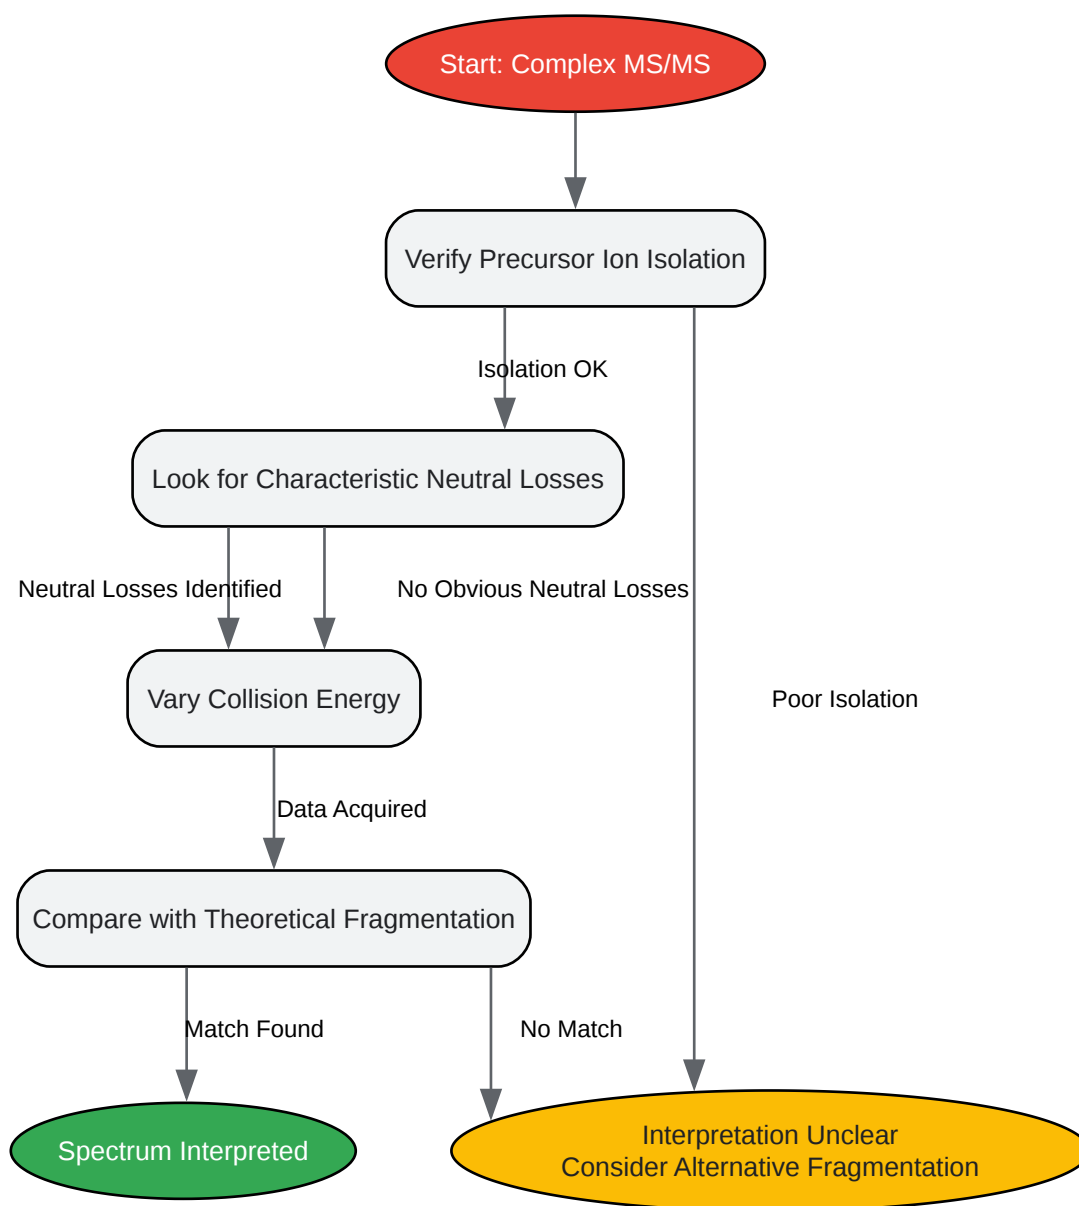 Start: Complex MS/MS
Verify Precursor Ion Isolation
Isolation OK
Look for Characteristic Neutral Losses
Neutral Losses Identified
No Obvious Neutral Losses
Vary Collision Energy
Poor Isolation
Data Acquired
Compare with Theoretical Fragmentation
Match Found
No Match
Spectrum Interpreted
Interpretation Unclear
Consider Alternative Fragmentation